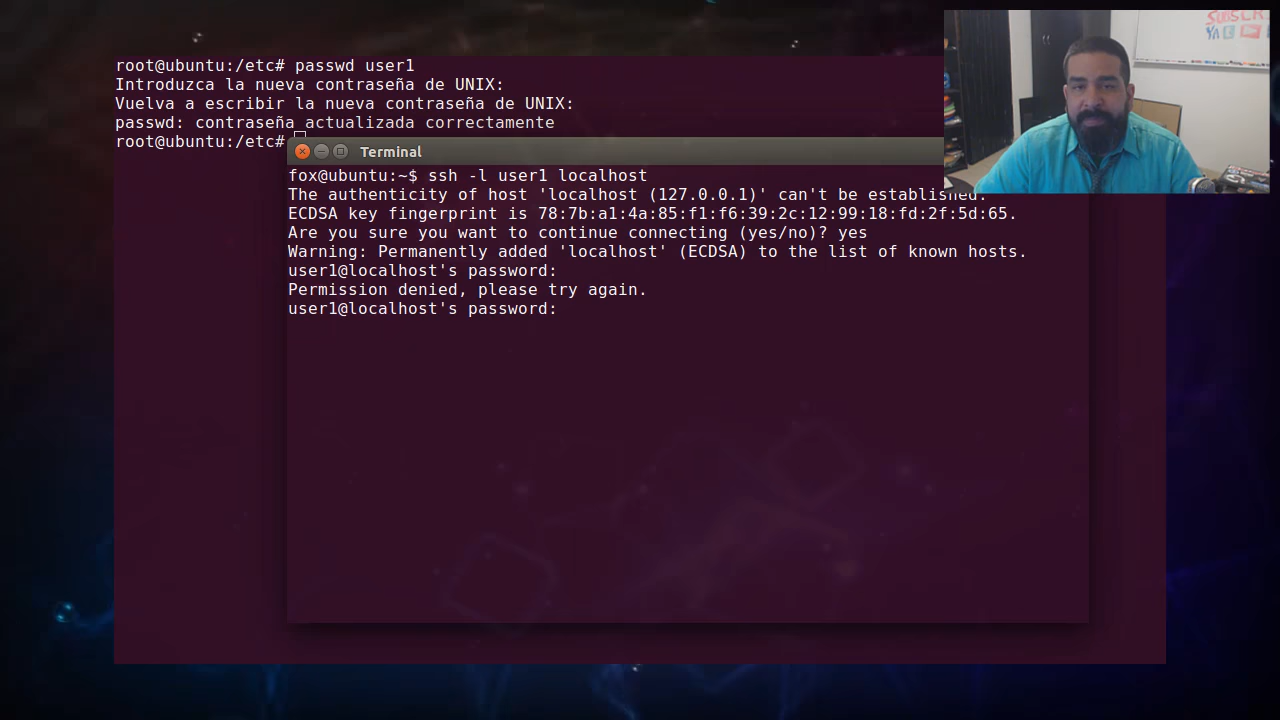 root@ubuntu:/etc# passwd user1
Introduzca la nueva contraseña de UNIX:
Vuelva a escribir la nueva contraseña de UNIX:
passwd: contraseña actualizada correctamente
root@ubuntu:/etc#
Terminal
fox@ubuntu:~$ ssh -l user1 localhost
The authenticity of host 'localhost (127.0.0.1)' can't be established.
ECDSA key fingerprint is 78:7b:a1:4a:85:f1:f6:39:2c:12:99:18:fd:2f:5d:65.
Are you sure you want to continue connecting (yes/no)? yes
Warning: Permanently added 'localhost' (ECDSA) to the list of known hosts.
user1@localhost's password:
Permission denied, please try again.
user1@localhost's password: